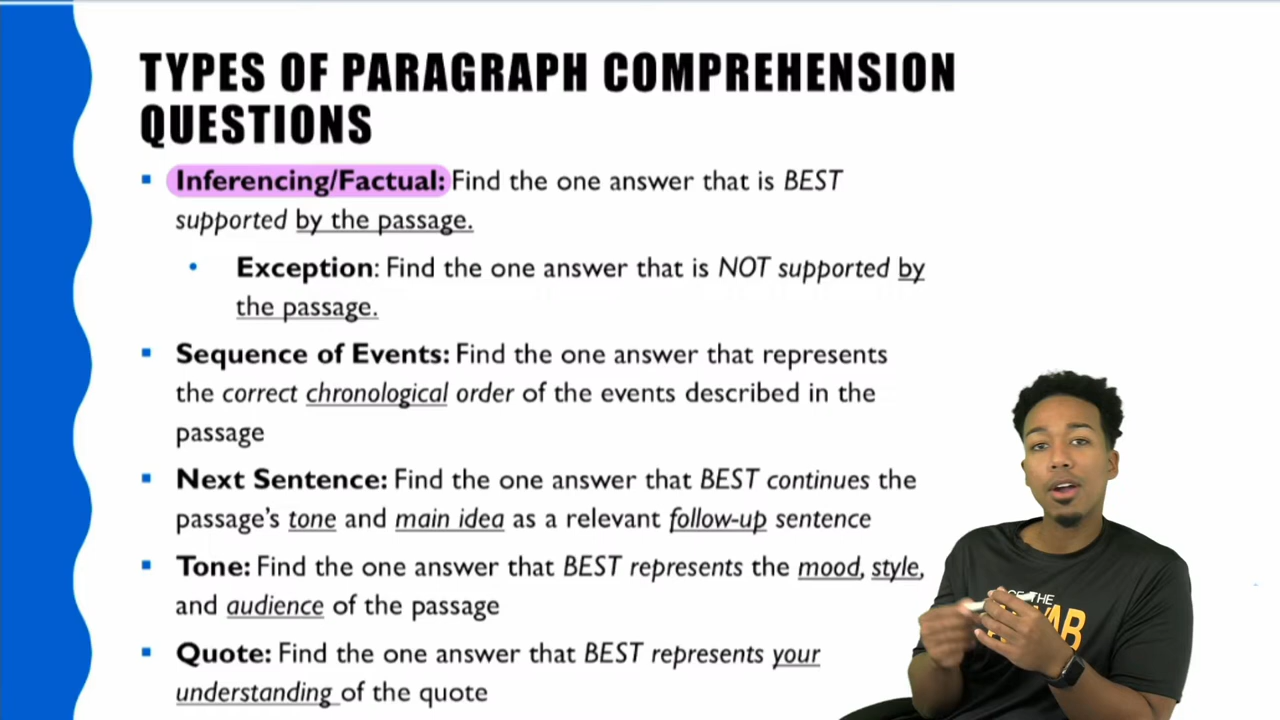 TYPES OF PARAGRAPH COMPREHENSION
QUESTIONS
▪ Inferencing/Factual: Find the one answer that is BEST
supported by the passage.
• Exception: Find the one answer that is NOT supported by
the passage.
▪ Sequence of Events: Find the one answer that represents
the correct chronological order of the events described in the
passage
▪ Next Sentence: Find the one answer that BEST continues the
passage’s tone and main idea as a relevant follow-up sentence
▪ Tone: Find the one answer that BEST represents the mood, style,
and audience of the passage
▪ Quote: Find the one answer that BEST represents your
understanding of the quote
THE